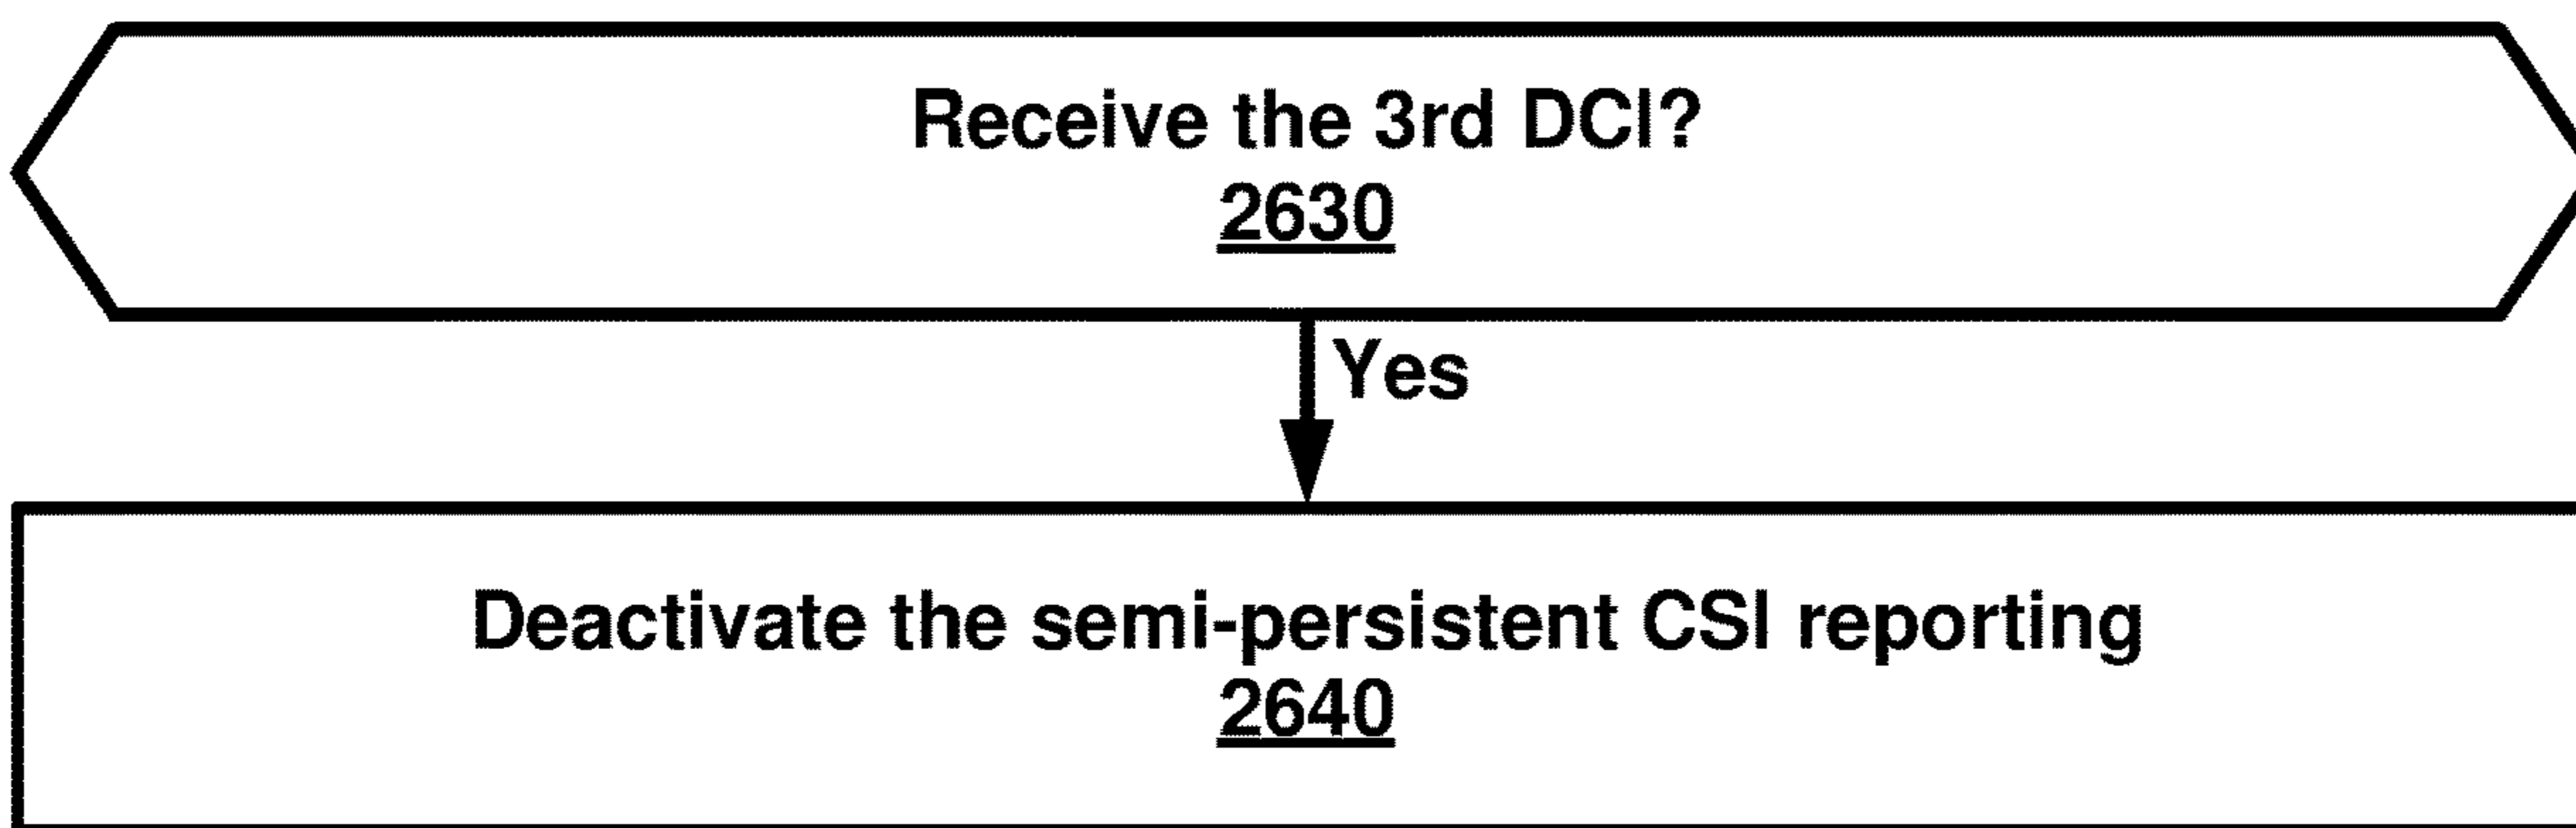 Receive the 3rd DCI?
2630
Yes
Deactivate the semi-persistent CSI reporting
2640